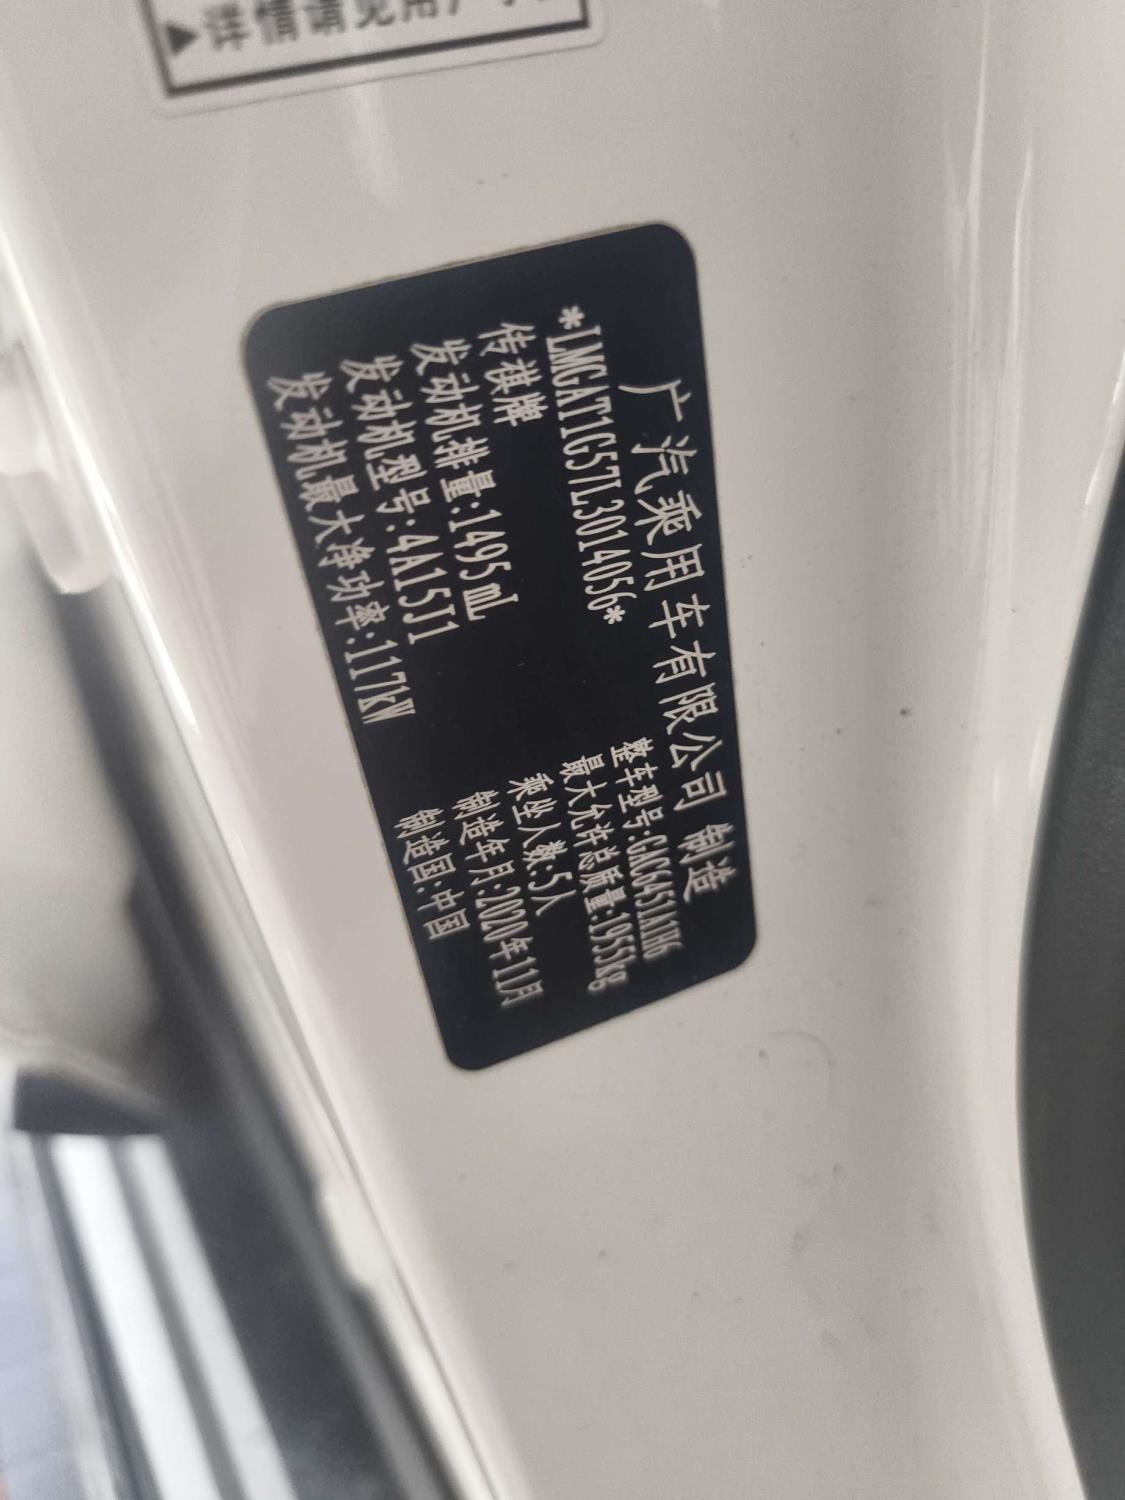 ▶详情请见用户手
广汽乘用车有限公司 制造
*LMGAT1G57L3014056*
传祺牌
发动机排量:1495mL
发动机型号:4A15J1
发动机最大净功率:117kW
整车型号:GAC6451A1H6
最大允许总质量:1955kg
乘坐人数:5人
制造年月:2020年11月
制造国:中国